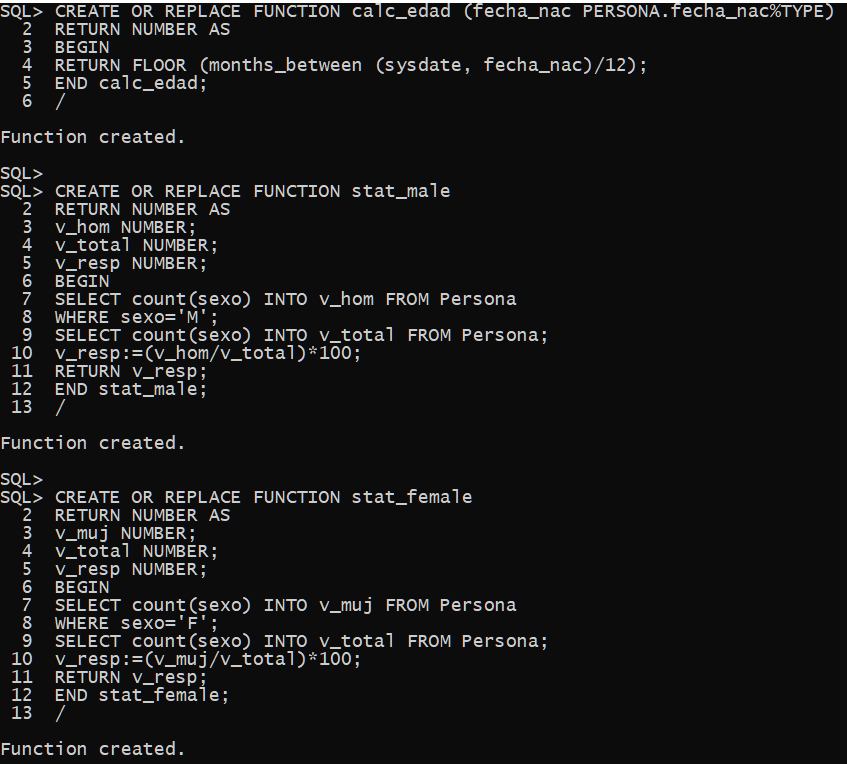 SQL> CREATE OR REPLACE FUNCTION calc_edad (fecha_nac PERSONA.fecha_nac%TYPE)
  2  RETURN NUMBER AS
  3  BEGIN
  4  RETURN FLOOR (months_between (sysdate, fecha_nac)/12);
  5  END calc_edad;
  6  /

Function created.

SQL>
SQL> CREATE OR REPLACE FUNCTION stat_male
  2  RETURN NUMBER AS
  3  v_hom NUMBER;
  4  v_total NUMBER;
  5  v_resp NUMBER;
  6  BEGIN
  7  SELECT count(sexo) INTO v_hom FROM Persona
  8  WHERE sexo='M';
  9  SELECT count(sexo) INTO v_total FROM Persona;
 10  v_resp:=(v_hom/v_total)*100;
 11  RETURN v_resp;
 12  END stat_male;
 13  /

Function created.

SQL>
SQL> CREATE OR REPLACE FUNCTION stat_female
  2  RETURN NUMBER AS
  3  v_muj NUMBER;
  4  v_total NUMBER;
  5  v_resp NUMBER;
  6  BEGIN
  7  SELECT count(sexo) INTO v_muj FROM Persona
  8  WHERE sexo='F';
  9  SELECT count(sexo) INTO v_total FROM Persona;
 10  v_resp:=(v_muj/v_total)*100;
 11  RETURN v_resp;
 12  END stat_female;
 13  /

Function created.